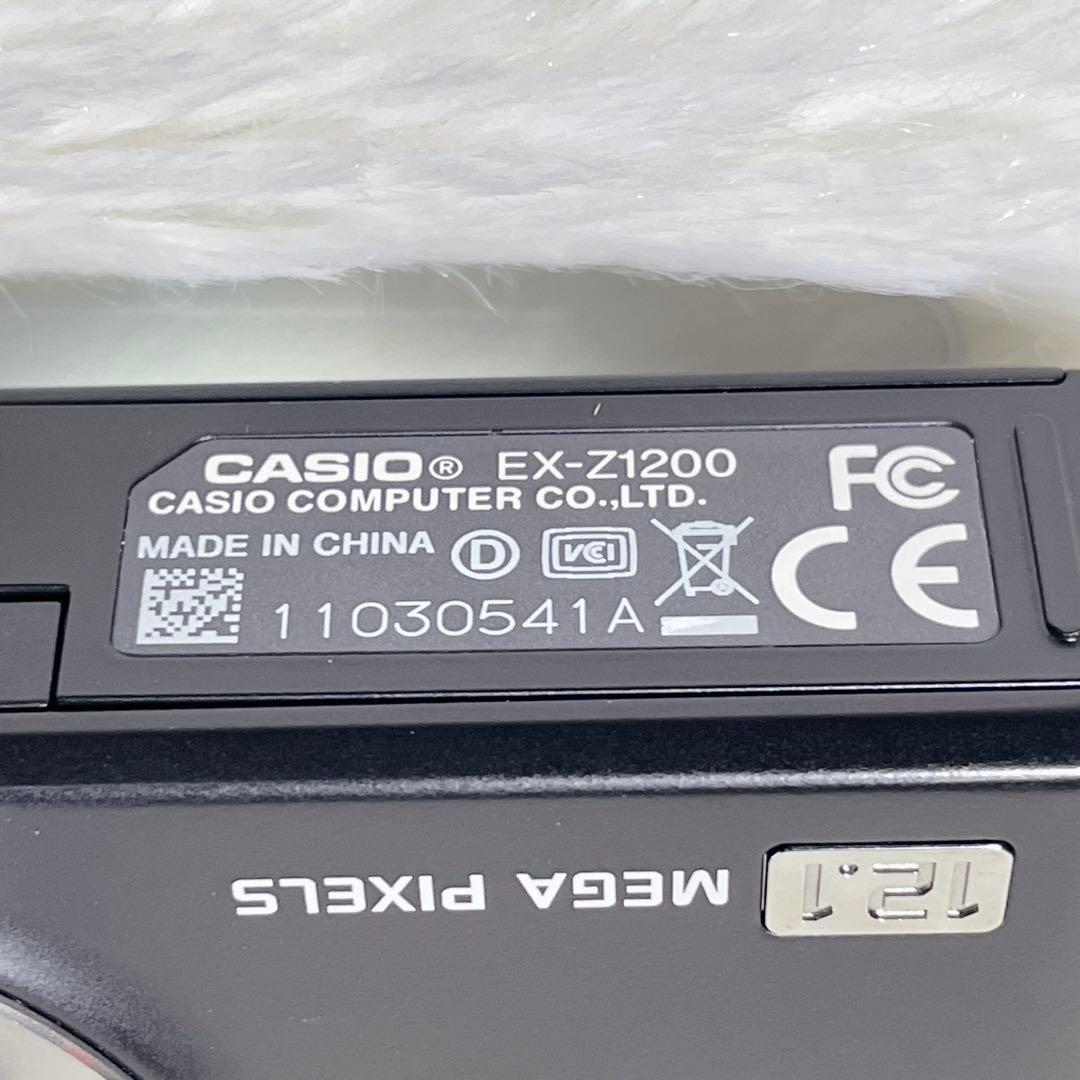 CASIO® EX-Z1200
CASIO COMPUTER CO.,LTD.
MADE IN CHINA D VCI
11030541A
FC
CE
12.1 MEGA PIXELS